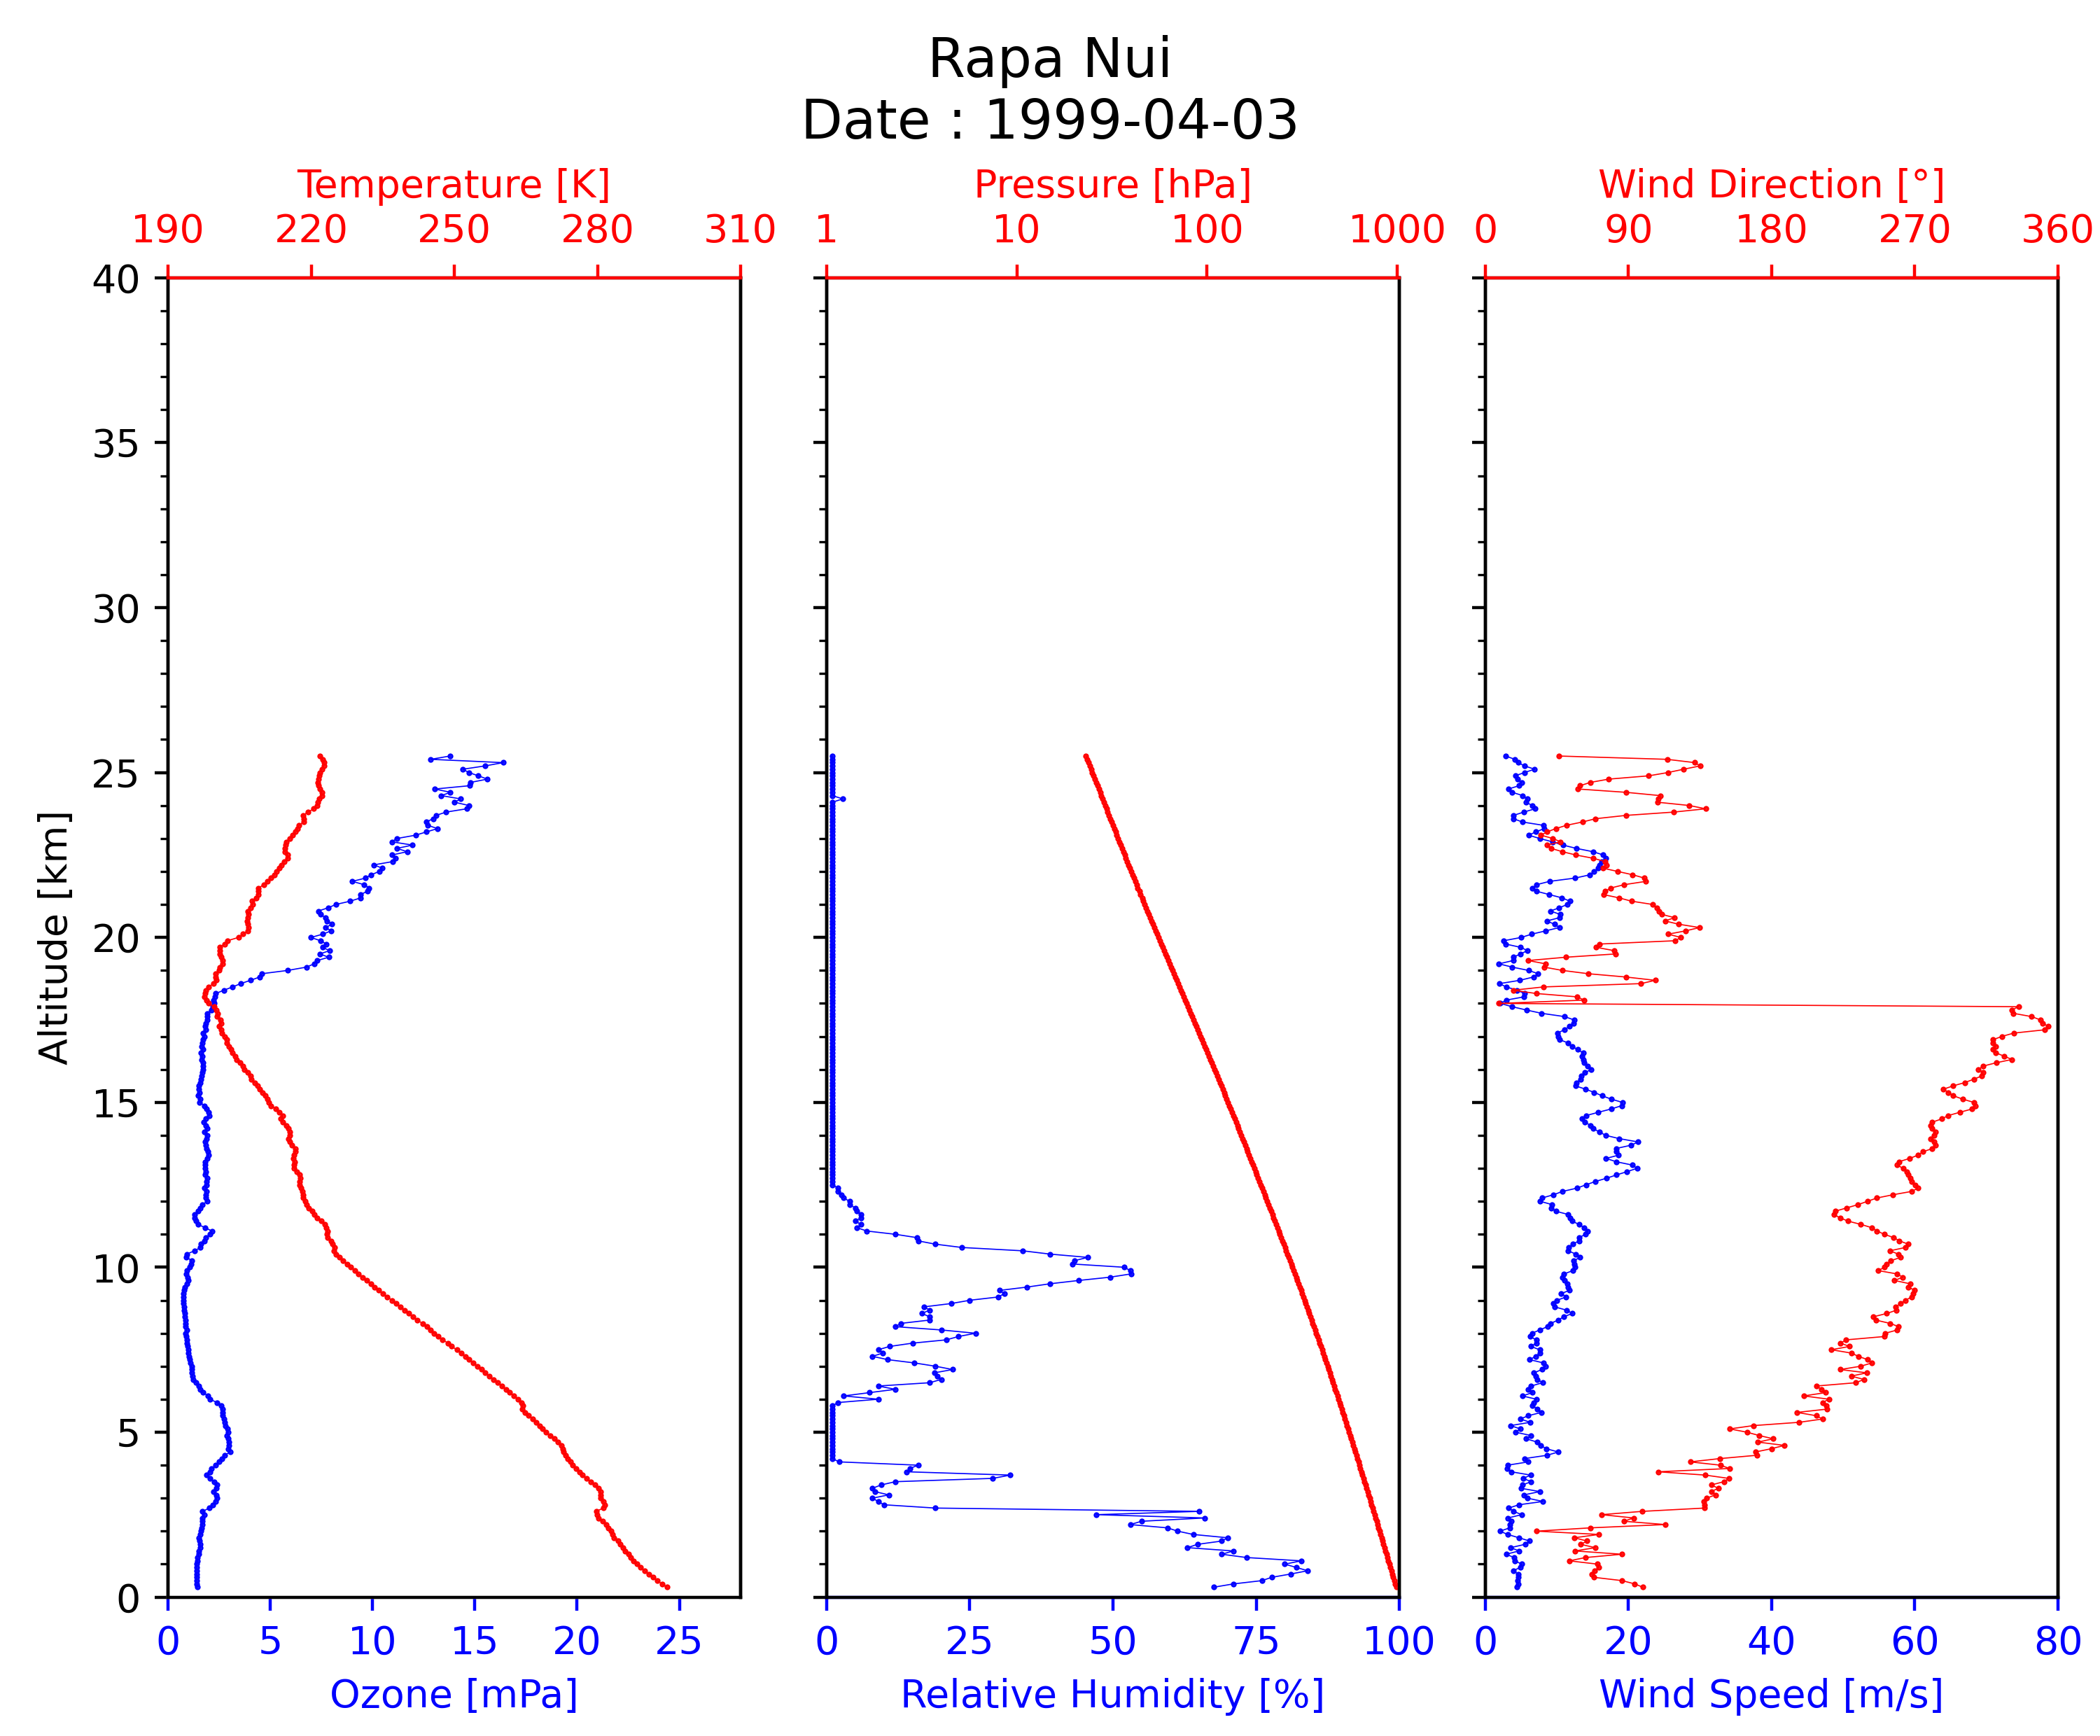 Rapa Nui
Date : 1999-04-03
Temperature [K]
190 220 250 280 310
Pressure [hPa]
1 10 100 1000
Wind Direction [°]
0 90 180 270 360
Altitude [km]
40
35
30
25
20
15
10
5
0
0 5 10 15 20 25
Ozone [mPa]
0 25 50 75 100
Relative Humidity [%]
0 20 40 60 80
Wind Speed [m/s]